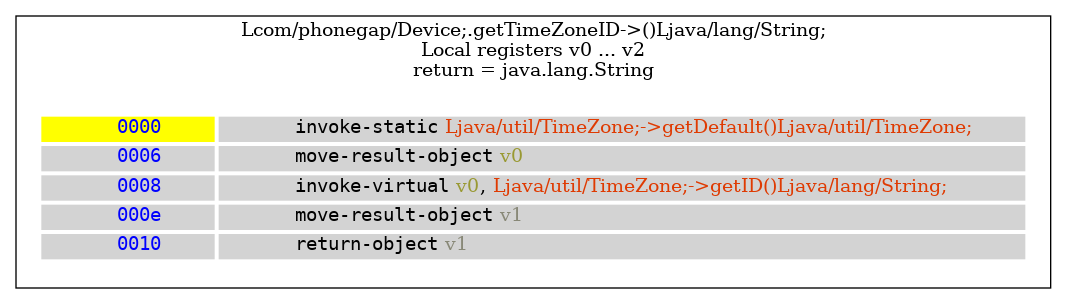 Lcom/phonegap/Device;.getTimeZoneID->()Ljava/lang/String;
Local registers v0 ... v2
return = java.lang.String
0000 invoke-static Ljava/util/TimeZone;->getDefault()Ljava/util/TimeZone;
0006 move-result-object v0
0008 invoke-virtual v0, Ljava/util/TimeZone;->getID()Ljava/lang/String;
000e move-result-object v1
0010 return-object v1